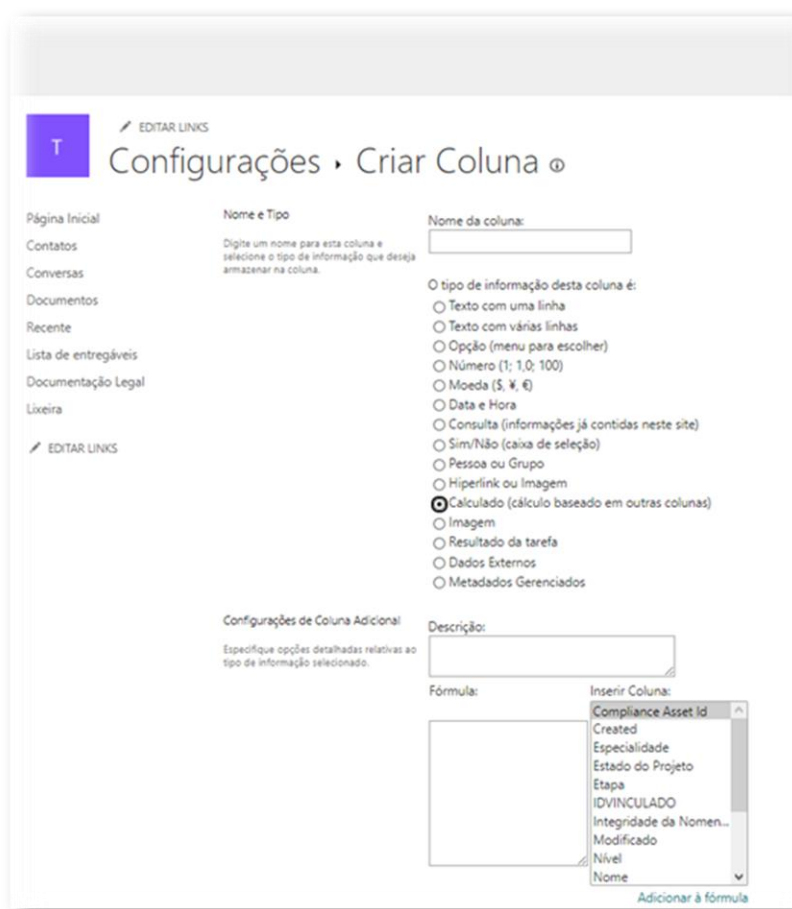 EDITAR LINKS
T
Configurações › Criar Coluna
Página Inicial
Contatos
Conversas
Documentos
Recente
Lista de entregáveis
Documentação Legal
Lixeira
EDITAR LINKS
Nome e Tipo
Digite um nome para esta coluna e
selecione o tipo de informação que deseja
armazenar na coluna.
Nome da coluna:
O tipo de informação desta coluna é:
Texto com uma linha
Texto com várias linhas
Opção (menu para escolher)
Número (1; 1,0; 100)
Moeda ($, ¥, €)
Data e Hora
Consulta (informações já contidas neste site)
Sim/Não (caixa de seleção)
Pessoa ou Grupo
Hiperlink ou Imagem
Calculado (cálculo baseado em outras colunas)
Imagem
Resultado da tarefa
Dados Externos
Metadados Gerenciados
Configurações de Coluna Adicional
Especifique opções detalhadas relativas ao
tipo de informação selecionado.
Descrição:
Fórmula:
Inserir Coluna:
Compliance Asset Id
Created
Especialidade
Estado do Projeto
Etapa
IDVINCULADO
Integridade da Nomen...
Modificado
Nível
Nome
Adicionar à fórmula